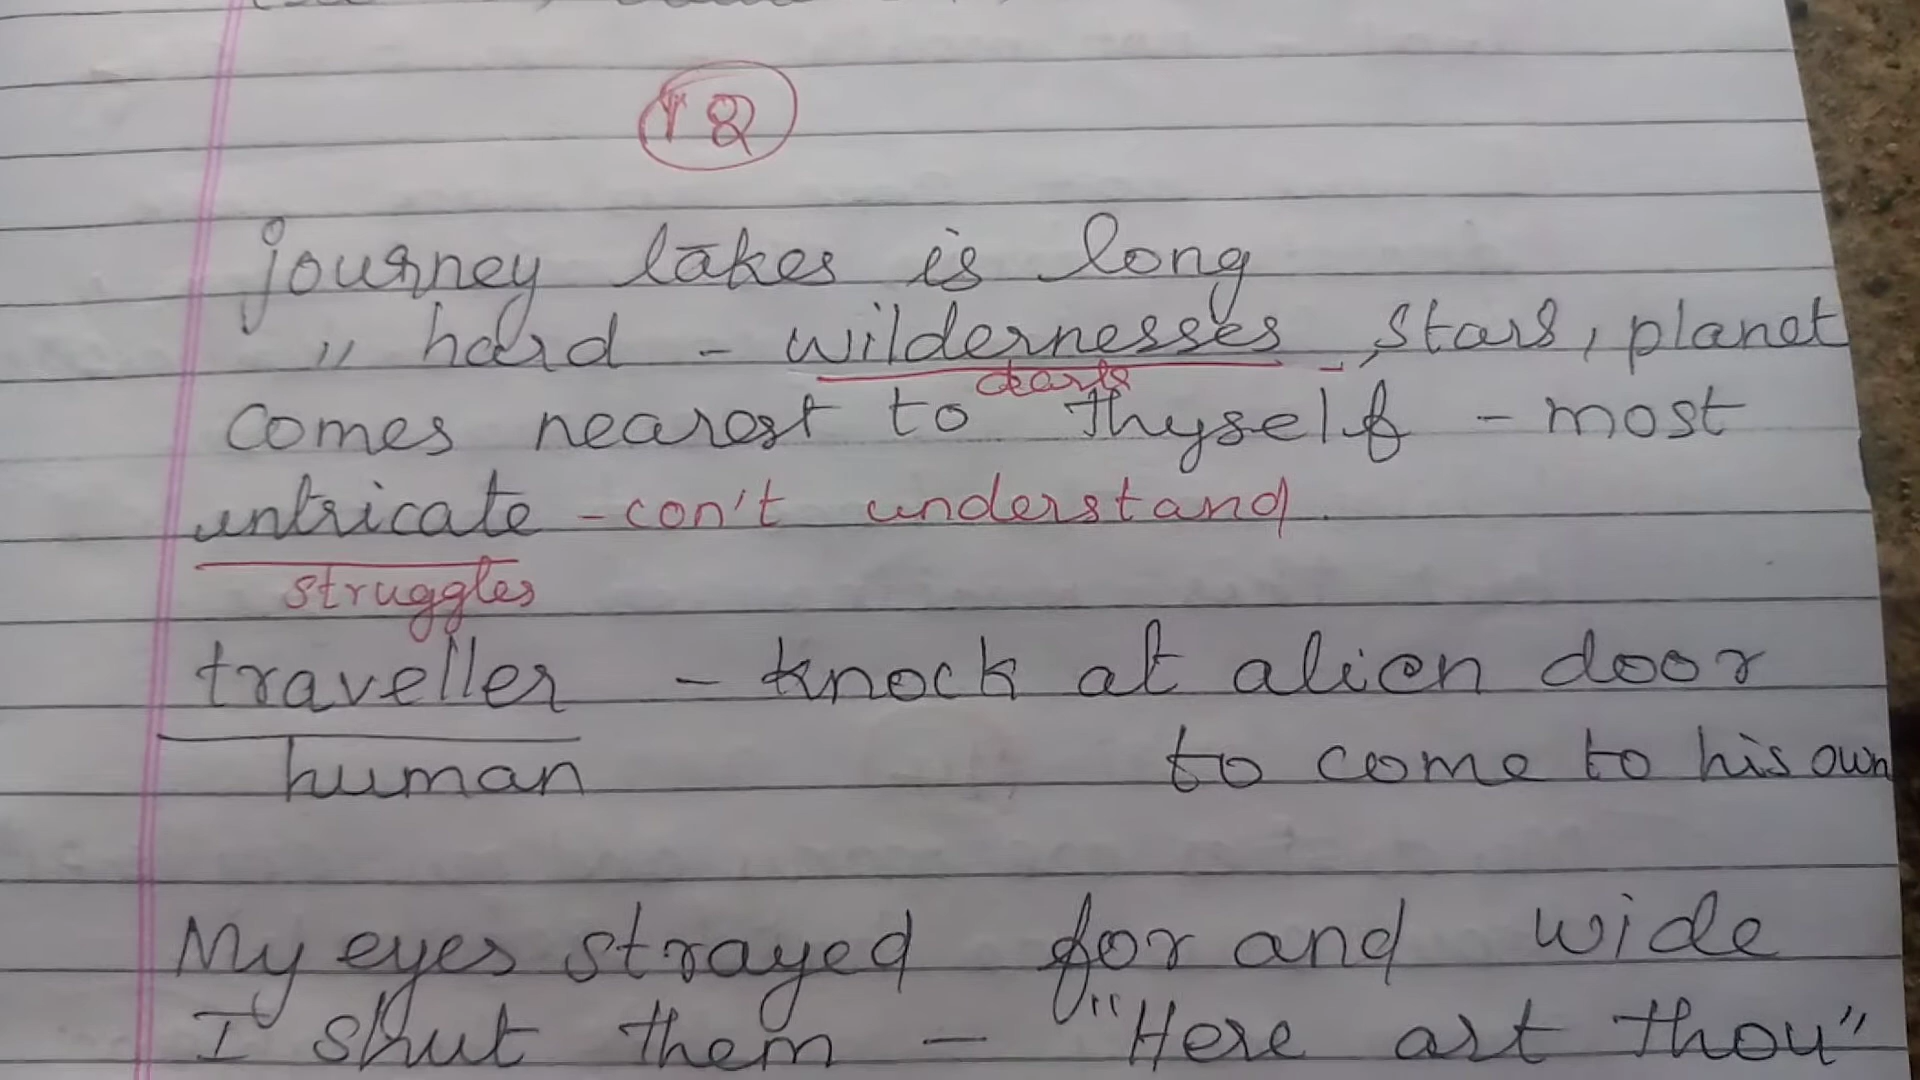 12
journey takes is long
" hard - wildernesses, stars, planet
comes nearest to Thyself - most
intricate - con't understand.
struggles
traveller - knock at alien door
human to come to his own
My eyes strayed for and wide
I shut them - "Here art thou"